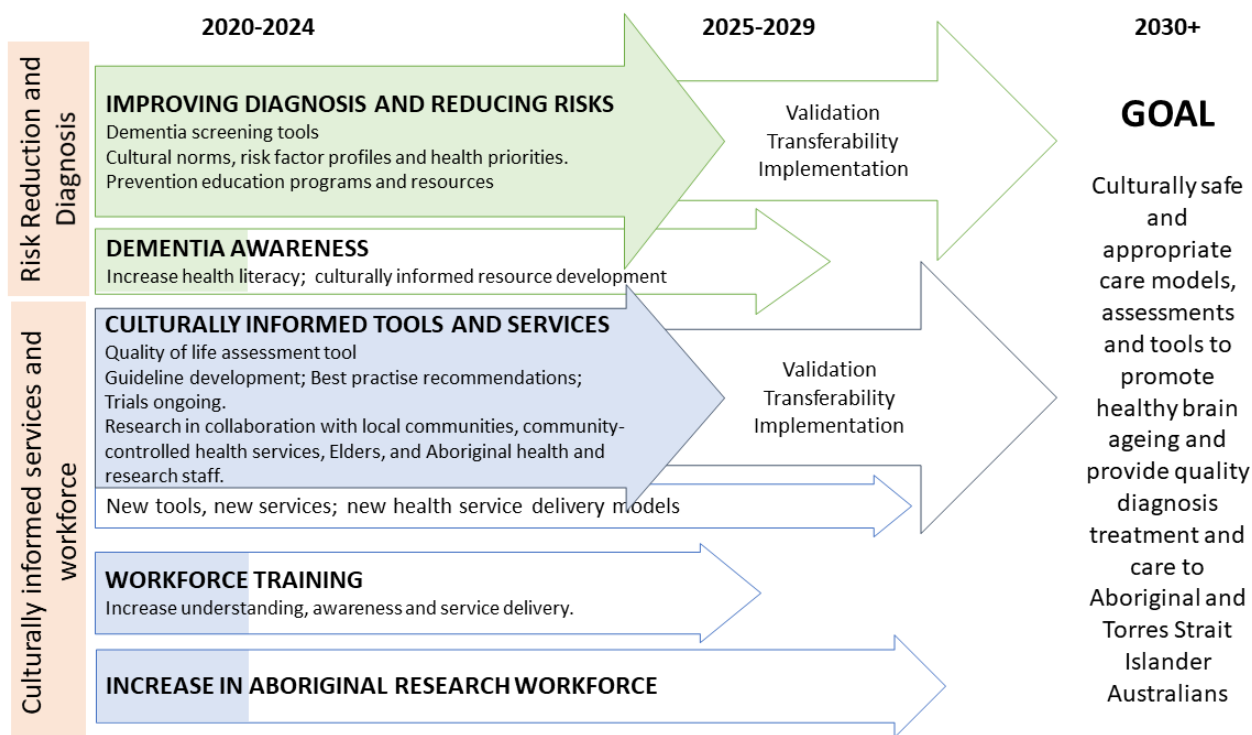 2020-2024
2025-2029
2030+
Risk Reduction and
Diagnosis
IMPROVING DIAGNOSIS AND REDUCING RISKS
Dementia screening tools
Cultural norms, risk factor profiles and health priorities.
Prevention education programs and resources
Validation
Transferability
Implementation
DEMENTIA AWARENESS
Increase health literacy; culturally informed resource development
Culturally informed services and
workforce
CULTURALLY INFORMED TOOLS AND SERVICES
Quality of life assessment tool
Guideline development; Best practise recommendations;
Trials ongoing.
Research in collaboration with local communities, community-
controlled health services, Elders, and Aboriginal health and
research staff.
Validation
Transferability
Implementation
New tools, new services; new health service delivery models
WORKFORCE TRAINING
Increase understanding, awareness and service delivery.
INCREASE IN ABORIGINAL RESEARCH WORKFORCE
GOAL
Culturally safe
and
appropriate
care models,
assessments
and tools to
promote
healthy brain
ageing and
provide quality
diagnosis
treatment and
care to
Aboriginal and
Torres Strait
Islander
Australians